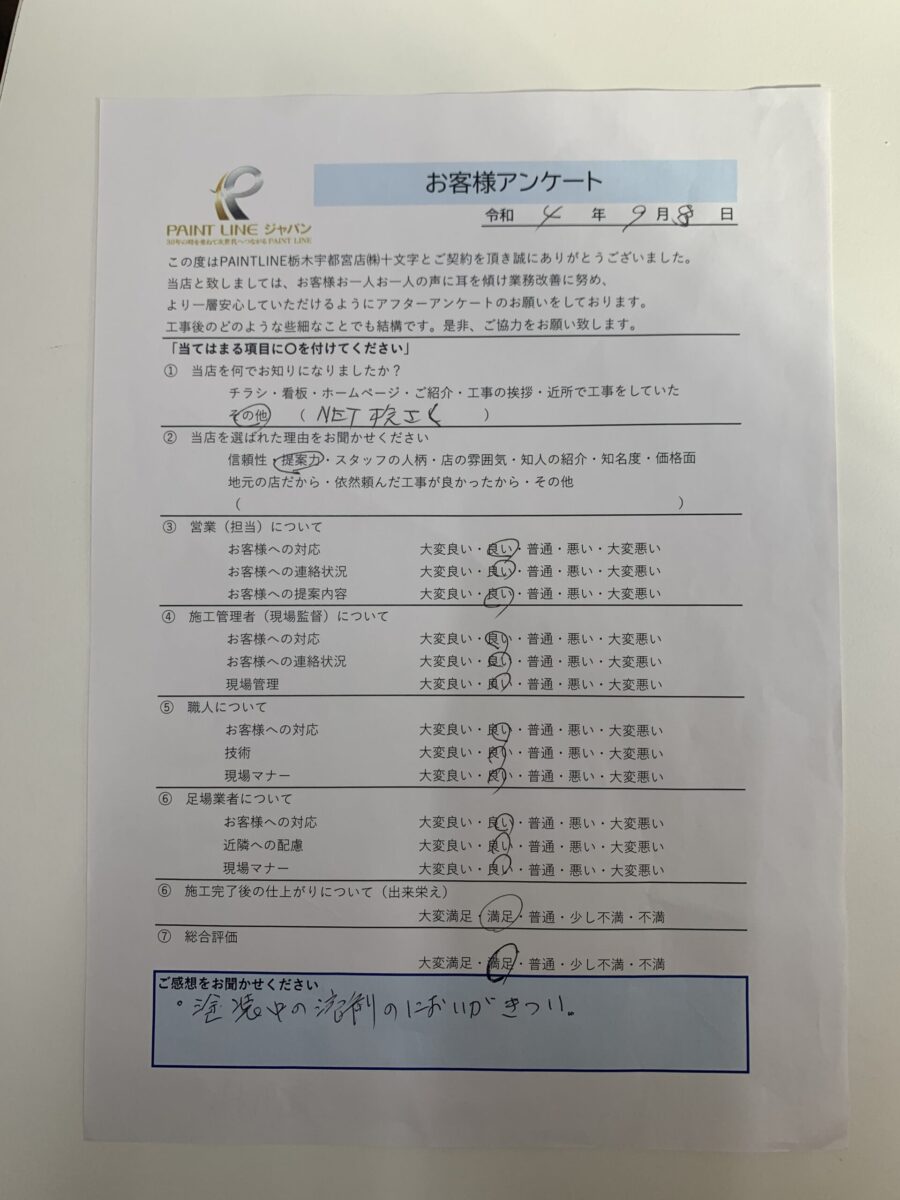 お客様アンケート
PAINT LINE ジャパン
30年の時を重ねて次世代へつながるPAINT LINE
令和 4 年 9 月 8 日
この度はPAINTLINE栃木宇都宮店㈱十文字とご契約を頂き誠にありがとうございました。
当店と致しましては、お客様お一人お一人の声に耳を傾け業務改善に努め、
より一層安心していただけるようにアフターアンケートのお願いをしております。
工事後のどのような些細なことでも結構です。是非、ご協力をお願い致します。
「当てはまる項目に〇を付けてください」
① 当店を何でお知りになりましたか？
チラシ・看板・ホームページ・ご紹介・工事の挨拶・近所で工事をしていた
その他 （ NET ）
② 当店を選ばれた理由をお聞かせください
信頼性・提案力・スタッフの人柄・店の雰囲気・知人の紹介・知名度・価格面
地元の店だから・依然頼んだ工事が良かったから・その他
（ ）
③ 営業（担当）について
お客様への対応 大変良い・良い・普通・悪い・大変悪い
お客様への連絡状況 大変良い・良い・普通・悪い・大変悪い
お客様への提案内容 大変良い・良い・普通・悪い・大変悪い
④ 施工管理者（現場監督）について
お客様への対応 大変良い・良い・普通・悪い・大変悪い
お客様への連絡状況 大変良い・良い・普通・悪い・大変悪い
現場管理 大変良い・良い・普通・悪い・大変悪い
⑤ 職人について
お客様への対応 大変良い・良い・普通・悪い・大変悪い
技術 大変良い・良い・普通・悪い・大変悪い
現場マナー 大変良い・良い・普通・悪い・大変悪い
⑥ 足場業者について
お客様への対応 大変良い・良い・普通・悪い・大変悪い
近隣への配慮 大変良い・良い・普通・悪い・大変悪い
現場マナー 大変良い・良い・普通・悪い・大変悪い
⑥ 施工完了後の仕上がりについて（出来栄え）
大変満足・満足・普通・少し不満・不満
⑦ 総合評価
大変満足・満足・普通・少し不満・不満
ご感想をお聞かせください
。塗装中の溶剤のにおいがきつい。